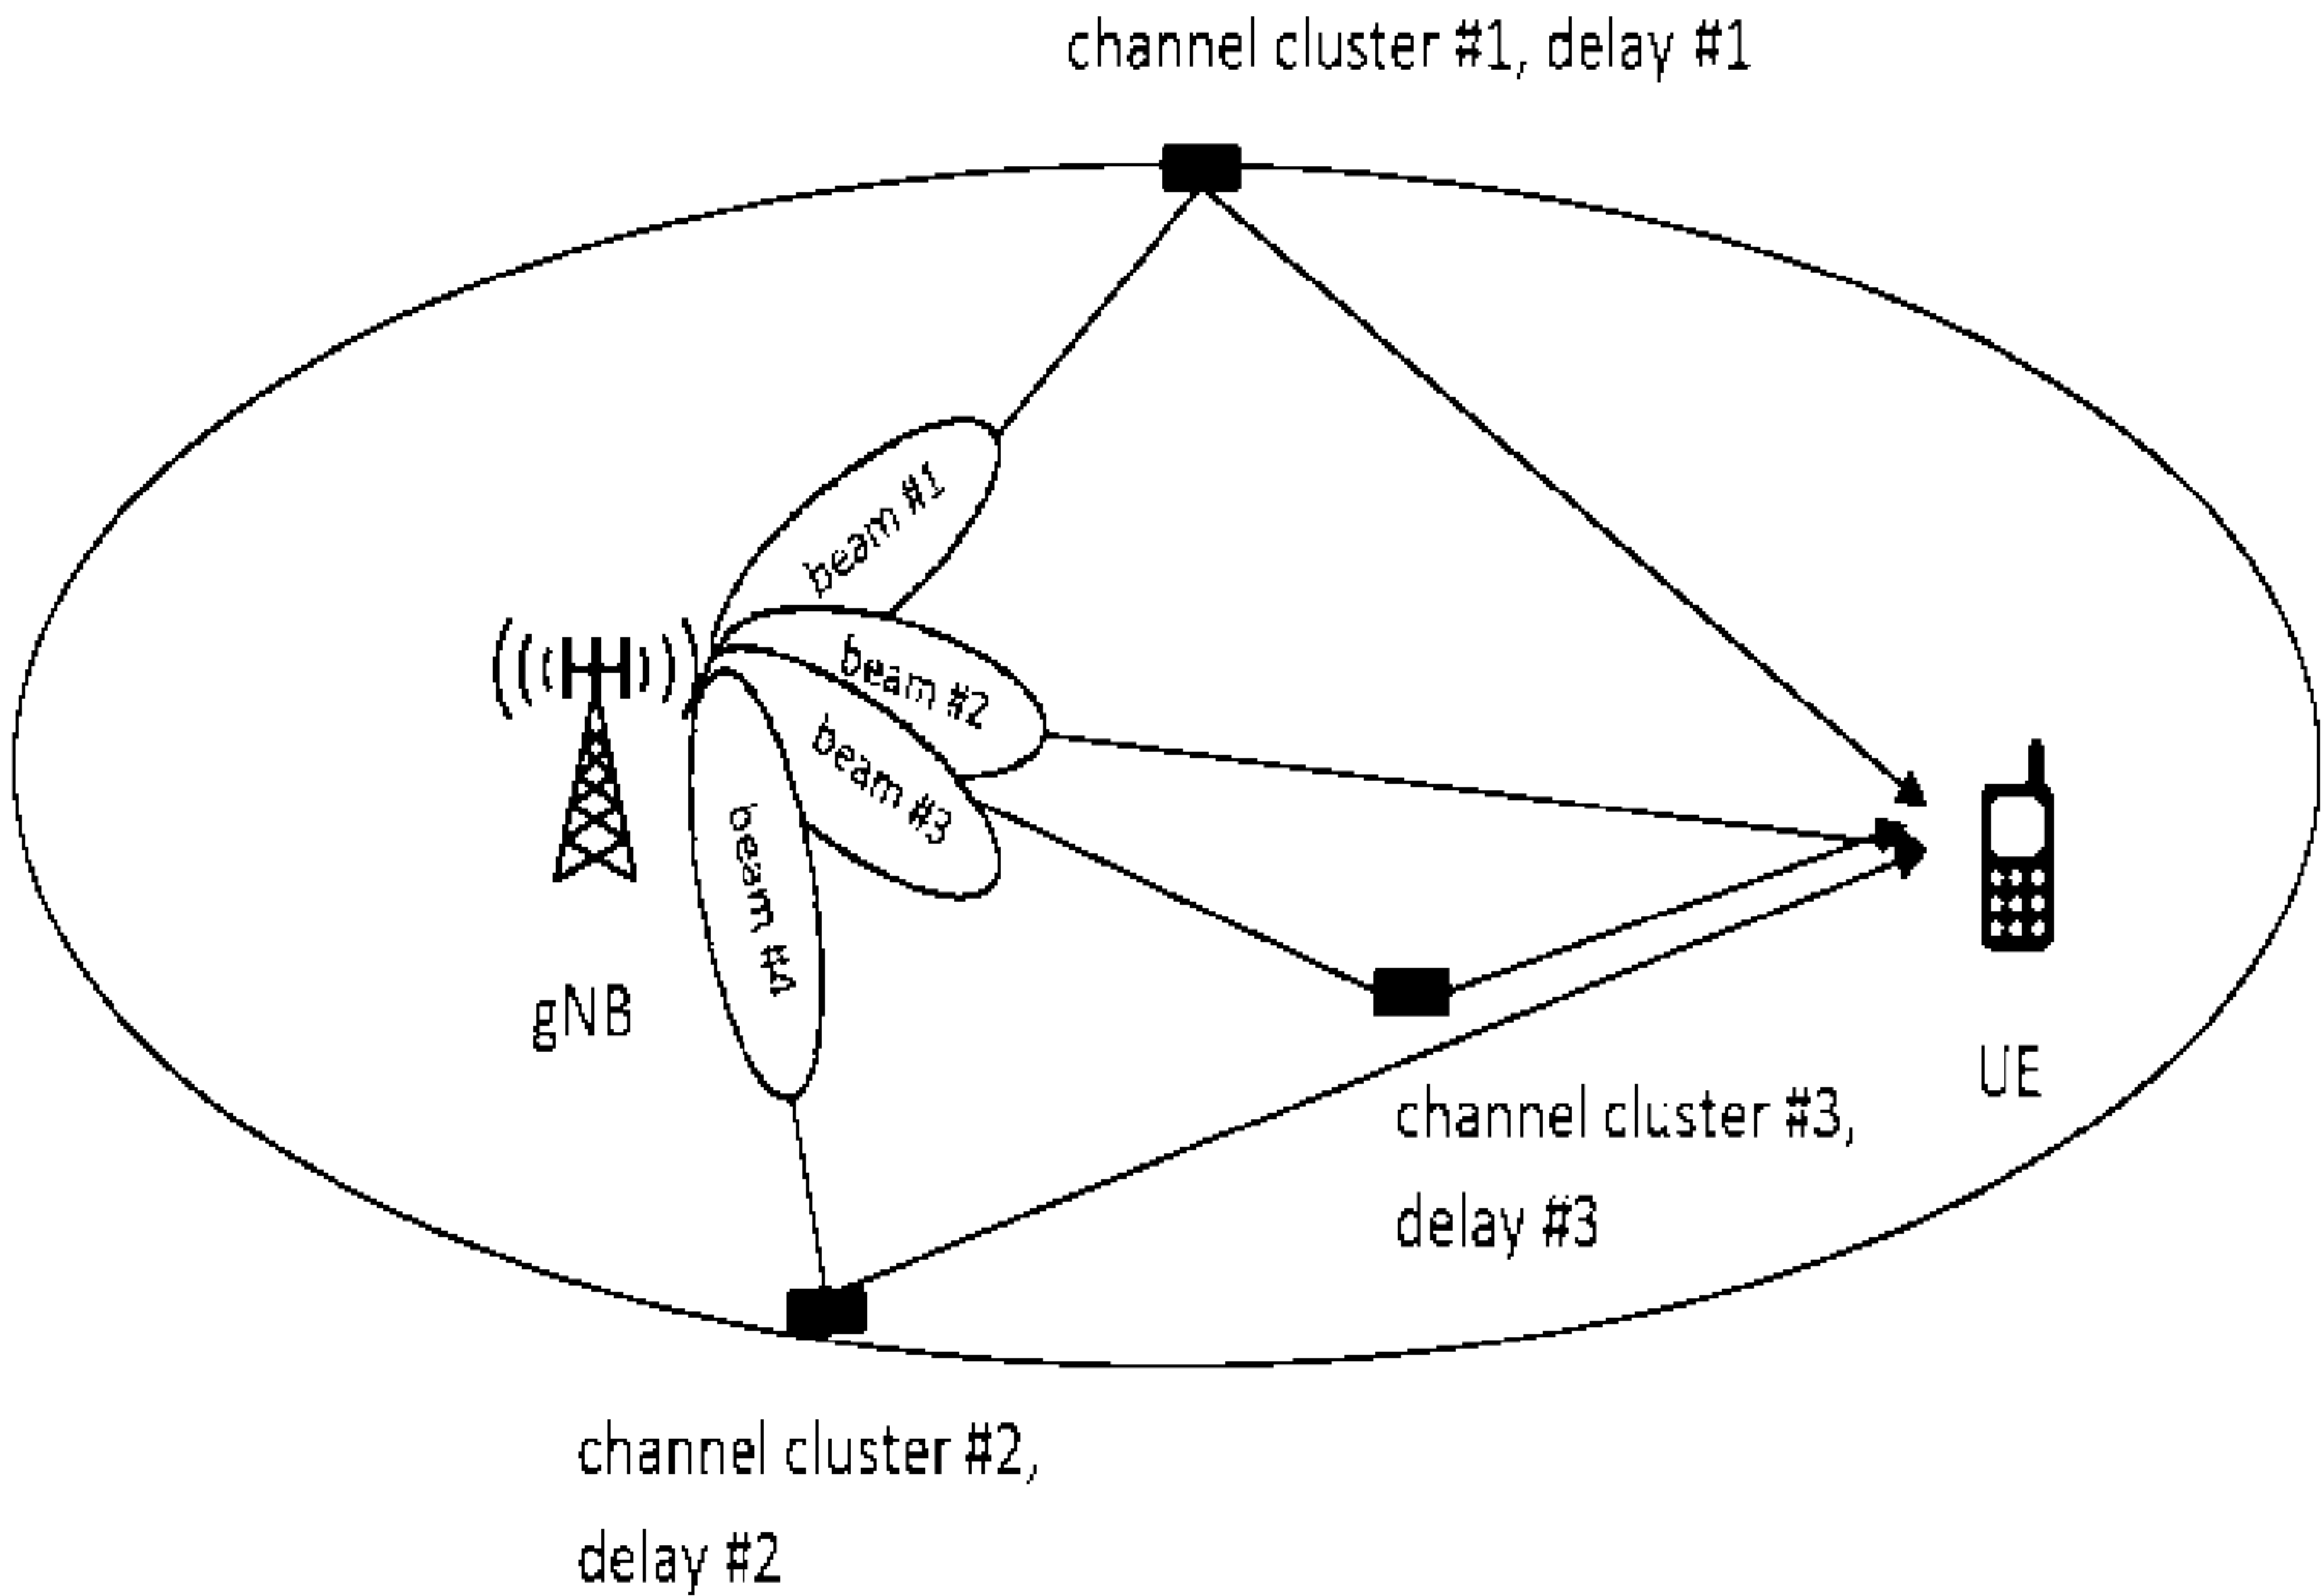 channel cluster #1, delay #1
beam #1
beam #2
beam #3
beam #4
gNB
UE
channel cluster #3,
delay #3
channel cluster #2,
delay #2